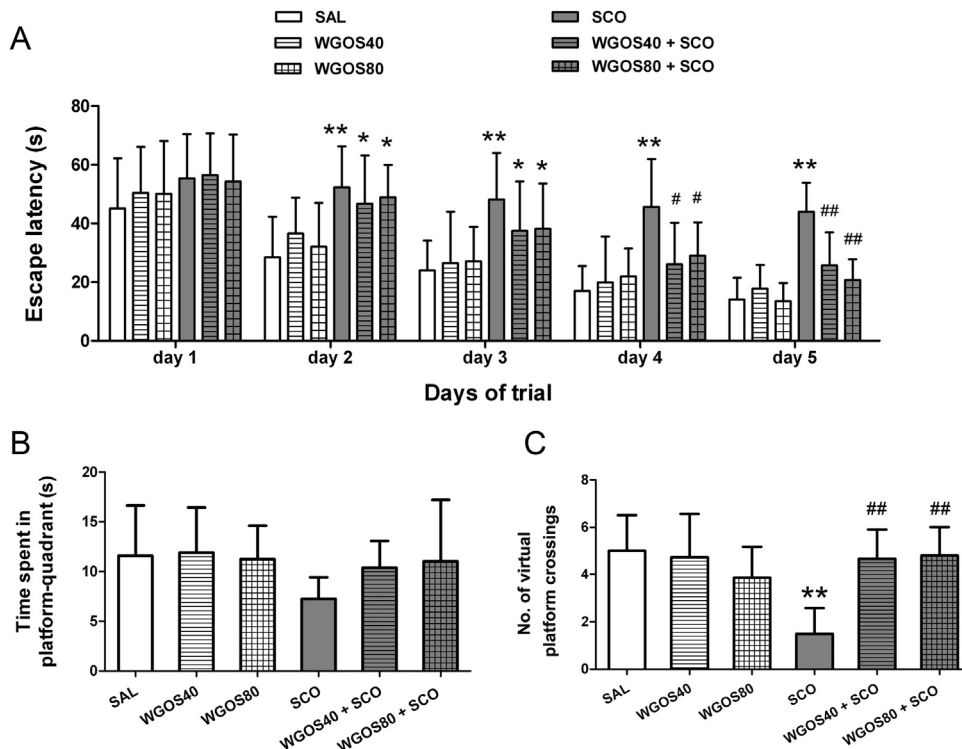 A
SAL
WGOS40
WGOS80
SCO
WGOS40 + SCO
WGOS80 + SCO
Escape latency (s)
80
60
40
20
0
** * *
** * *
** # #
** ## ##
day 1 day 2 day 3 day 4 day 5
Days of trial
B
Time spent in
platform-quadrant (s)
20
15
10
5
0
SAL
WGOS40
WGOS80
SCO
WGOS40 + SCO
WGOS80 + SCO
C
No. of virtual
platform crossings
8
6
4
2
0
**
##
##
SAL
WGOS40
WGOS80
SCO
WGOS40 + SCO
WGOS80 + SCO